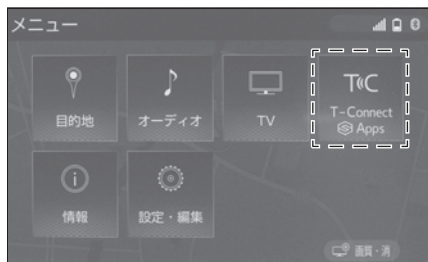 メニュー
目的地
オーディオ
TV
T-Connect
Apps
情報
設定・編集
画質・消